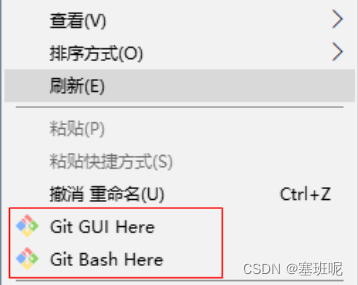 查看(V)
排序方式(O)
刷新(E)
粘贴(P)
粘贴快捷方式(S)
撤消 重命名(U) Ctrl+Z
Git GUI Here
Git Bash Here
CSDN @塞班呢